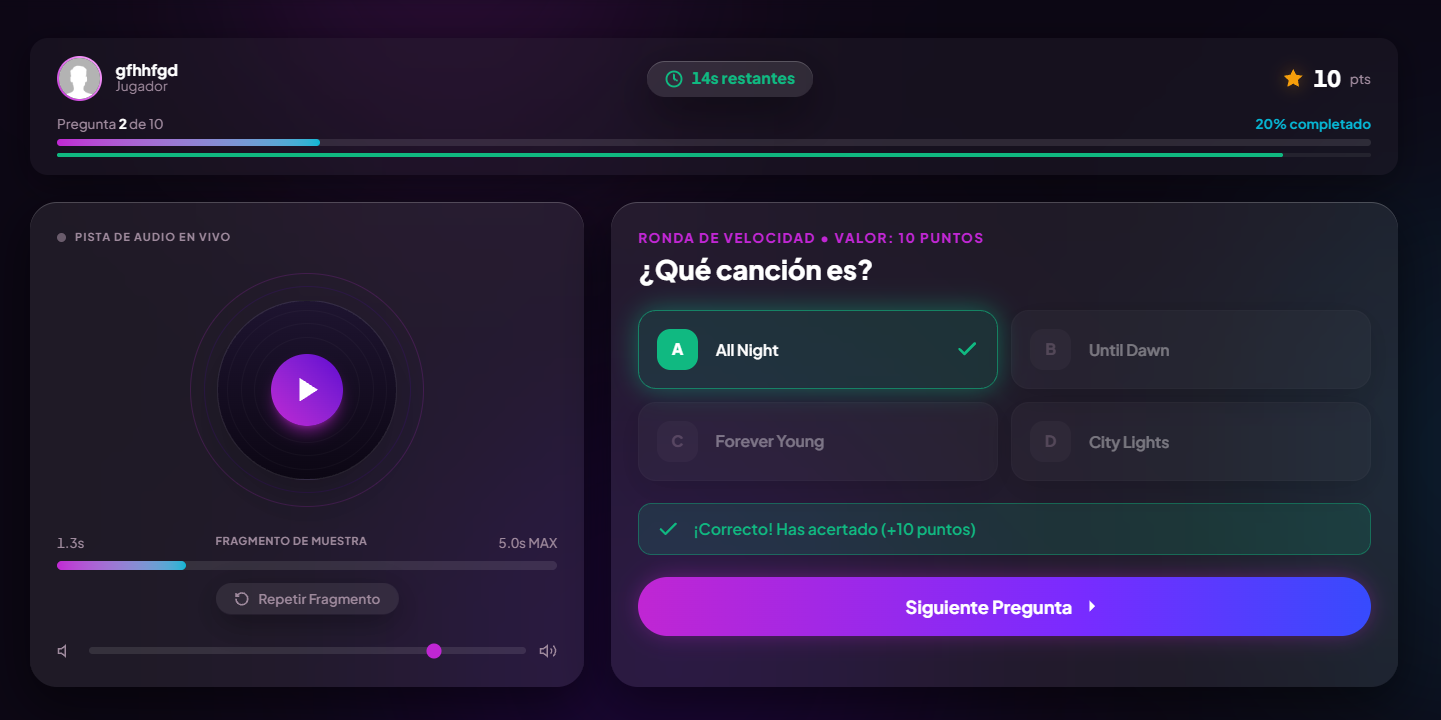 gfhhfgd
Jugador
14s restantes
10 pts
Pregunta 2 de 10
20% completado
PISTA DE AUDIO EN VIVO
1.3s
FRAGMENTO DE MUESTRA
5.0s MAX
Repetir Fragmento
RONDA DE VELOCIDAD • VALOR: 10 PUNTOS
¿Qué canción es?
A All Night
B Until Dawn
C Forever Young
D City Lights
¡Correcto! Has acertado (+10 puntos)
Siguiente Pregunta